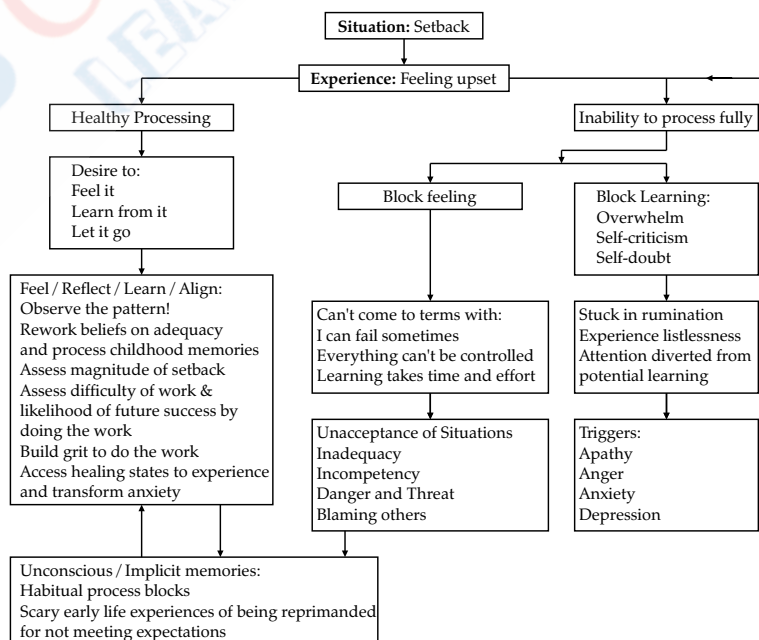 Situation: Setback
Experience: Feeling upset
Healthy Processing
Inability to process fully
Desire to:
Feel it
Learn from it
Let it go
Block feeling
Block Learning:
Overwhelm
Self-criticism
Self-doubt
Feel / Reflect / Learn / Align:
Observe the pattern!
Rework beliefs on adequacy
and process childhood memories
Assess magnitude of setback
Assess difficulty of work &
likelihood of future success by
doing the work
Build grit to do the work
Access healing states to experience
and transform anxiety
Can't come to terms with:
I can fail sometimes
Everything can't be controlled
Learning takes time and effort
Stuck in rumination
Experience listlessness
Attention diverted from
potential learning
Unacceptance of Situations
Inadequacy
Incompetency
Danger and Threat
Blaming others
Triggers:
Apathy
Anger
Anxiety
Depression
Unconscious / Implicit memories:
Habitual process blocks
Scary early life experiences of being reprimanded
for not meeting expectations